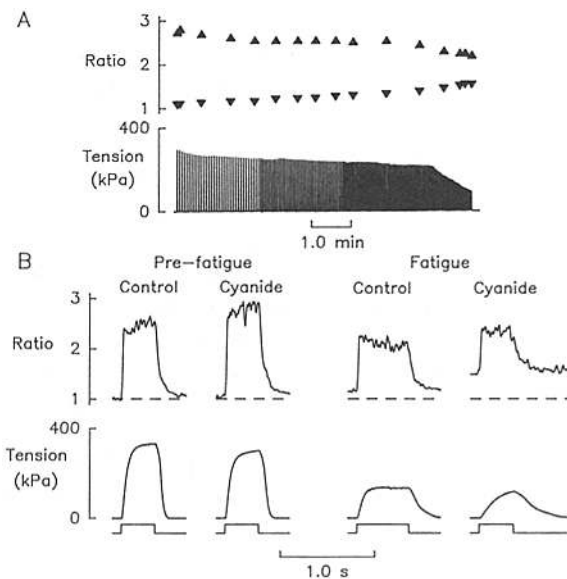 A
3
Ratio
2
1
400
Tension
(kPa)
0
1.0 min
B
Pre-fatigue Fatigue
Control Cyanide Control Cyanide
3
Ratio
2
1
400
Tension
(kPa)
0
1.0 s